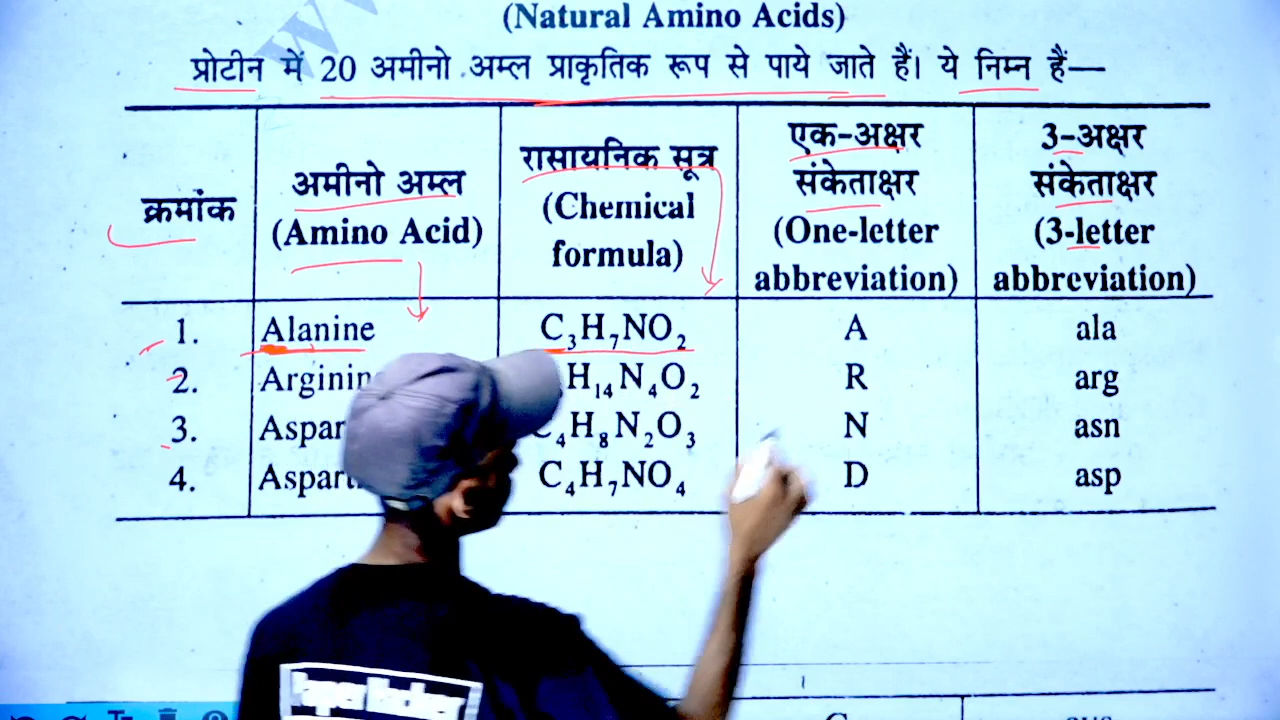 (Natural Amino Acids)
प्रोटीन में 20 अमीनो अम्ल प्राकृतिक रूप से पाये जाते हैं। ये निम्न हैं—
क्रमांक
अमीनो अम्ल
(Amino Acid)
रासायनिक सूत्र
(Chemical
formula)
एक-अक्षर
संकेताक्षर
(One-letter
abbreviation)
3-अक्षर
संकेताक्षर
(3-letter
abbreviation)
1. Alanine C₃H₇NO₂ A ala
2. H₁₄N₄O₂ R arg
3. C₄H₈N₂O₃ N asn
4. C₄H₇NO₄ D asp